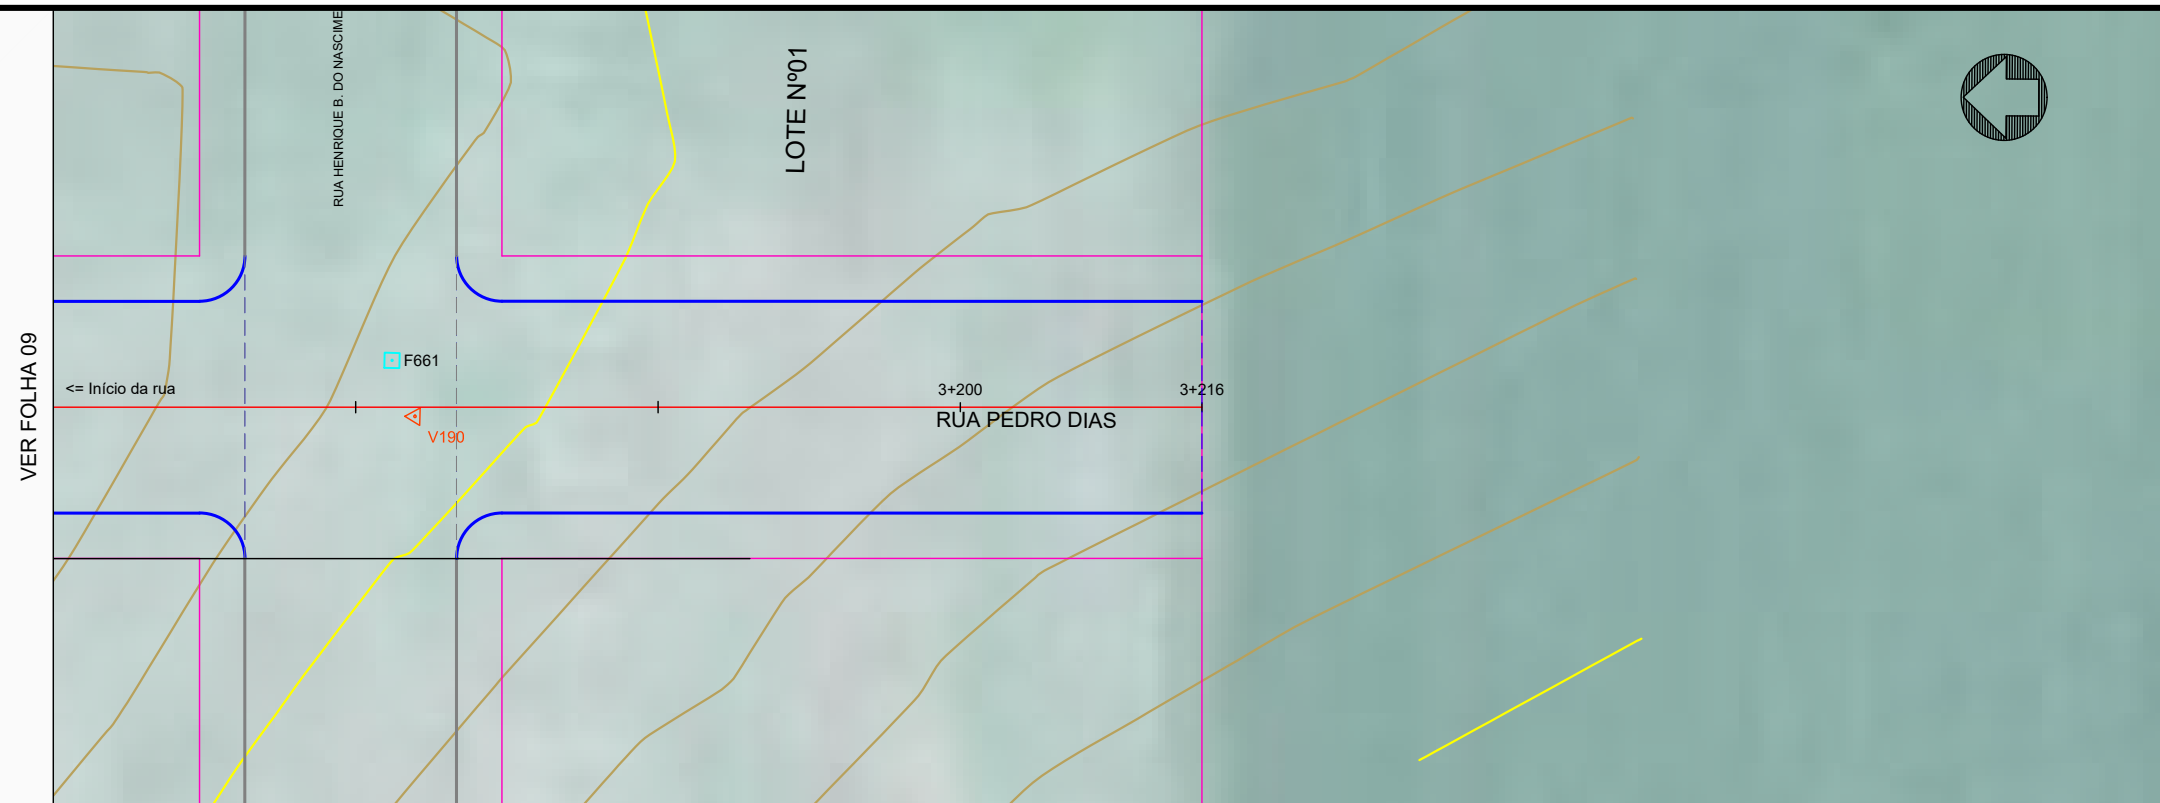 RUA HENRIQUE B. DO NASCIME
LOTE Nº01
VER FOLHA 09
F661
<= Início da rua
3+200
3+216
RUA PEDRO DIAS
V190